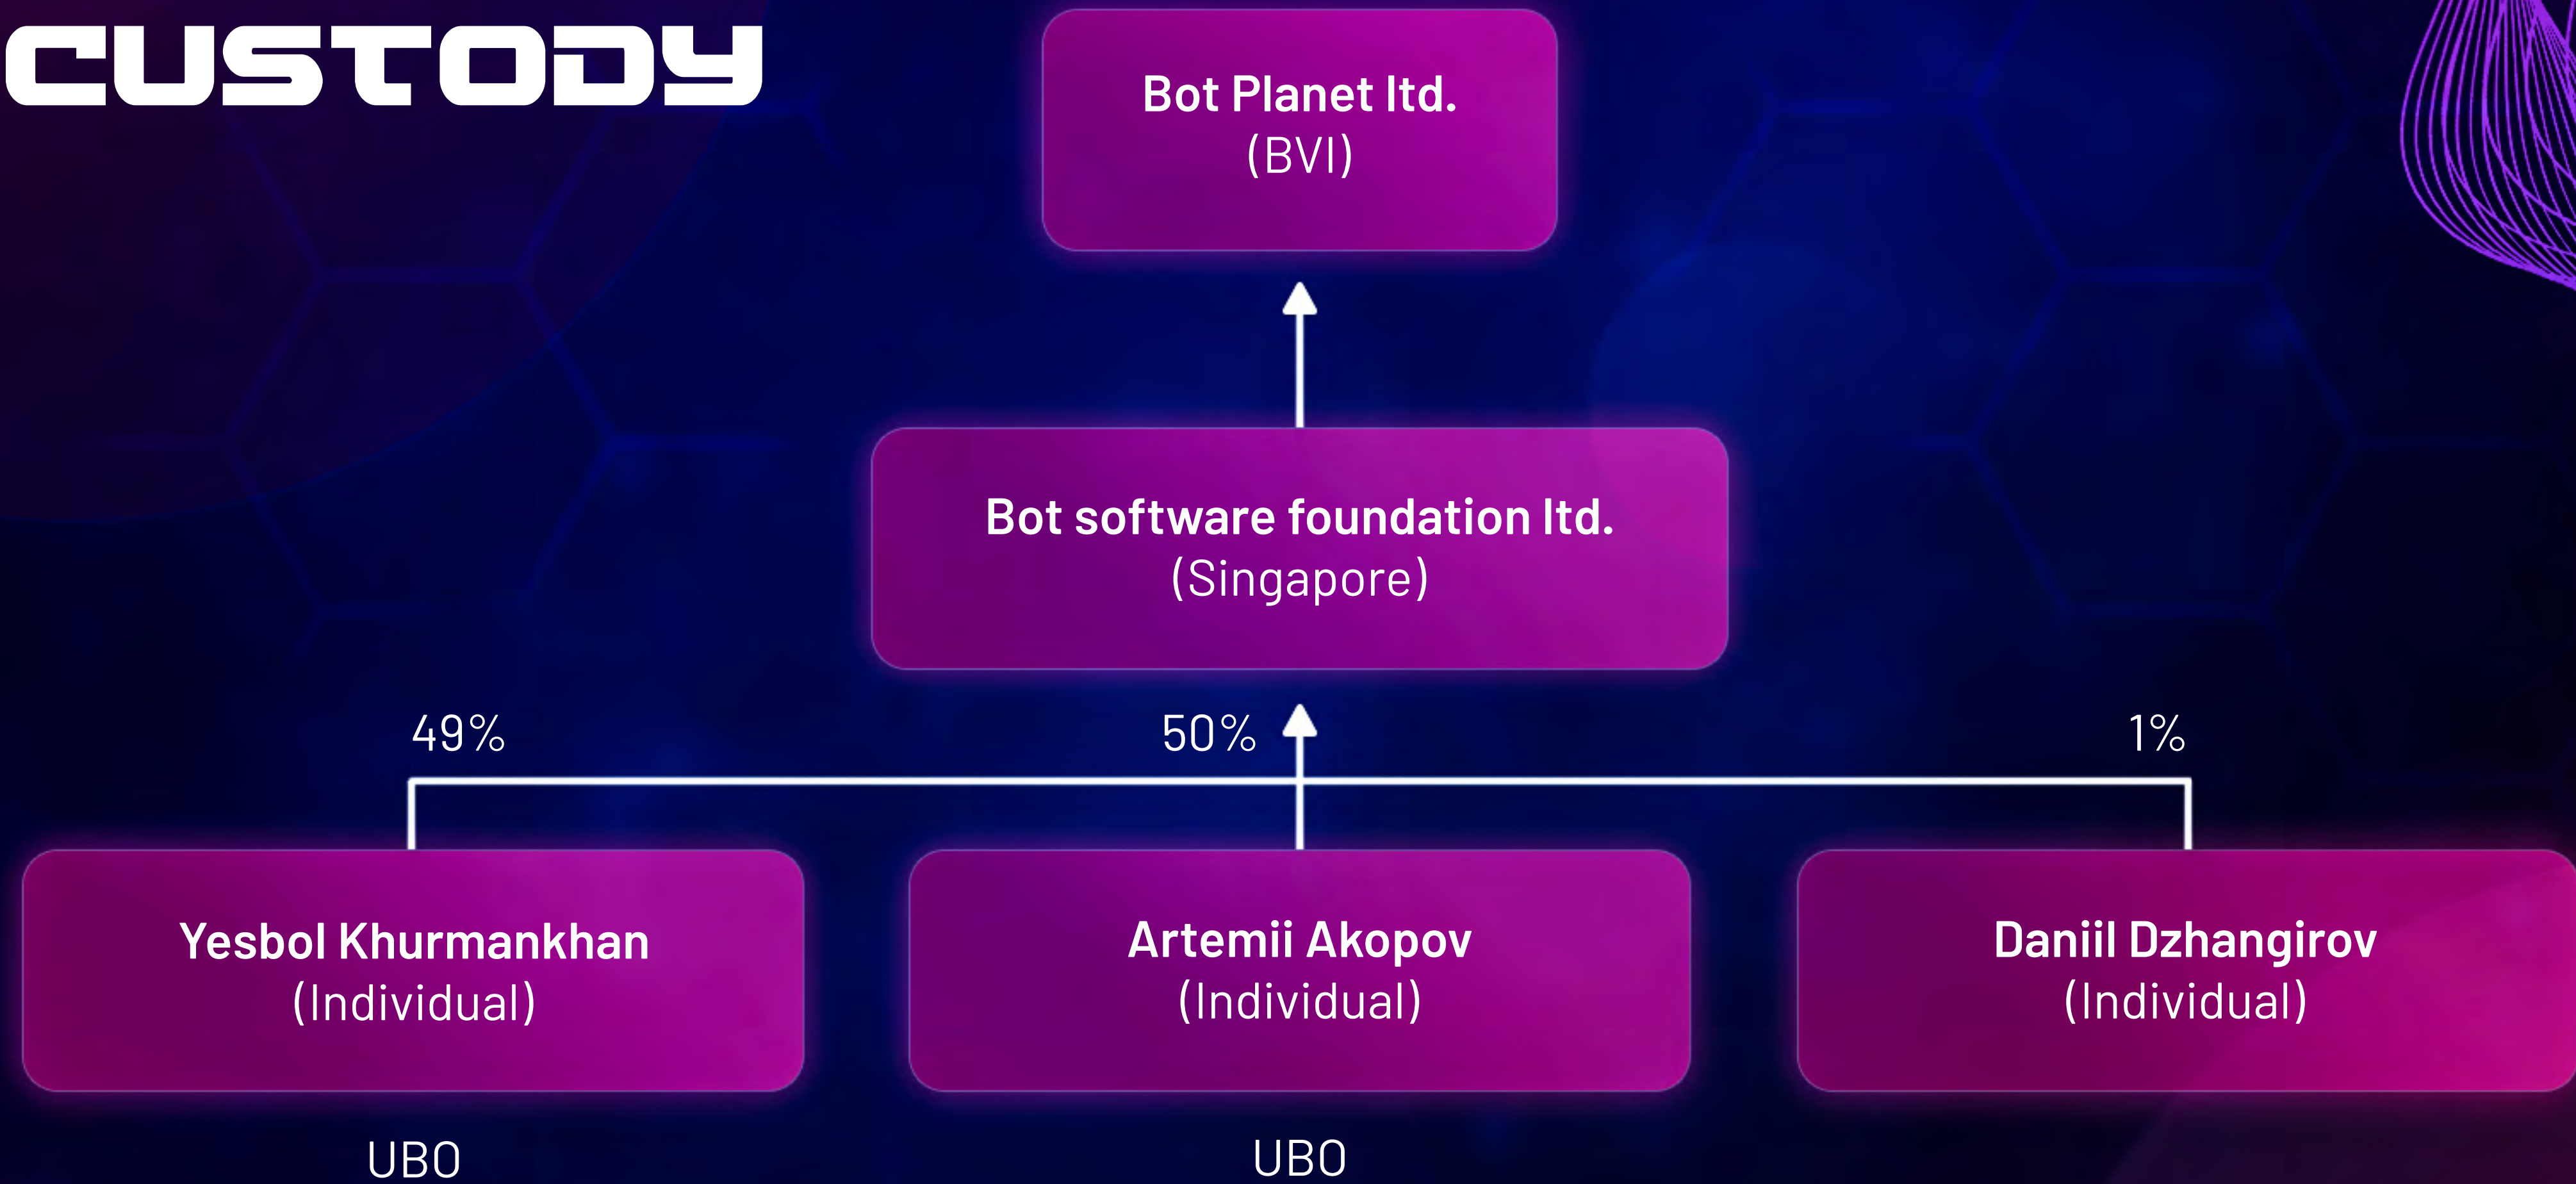 CUSTODY
Bot Planet ltd.
(BVI)
Bot software foundation ltd.
(Singapore)
49%
50%
1%
Yesbol Khurmankhan
(Individual)
Artemii Akopov
(Individual)
Daniil Dzhangirov
(Individual)
UBO
UBO